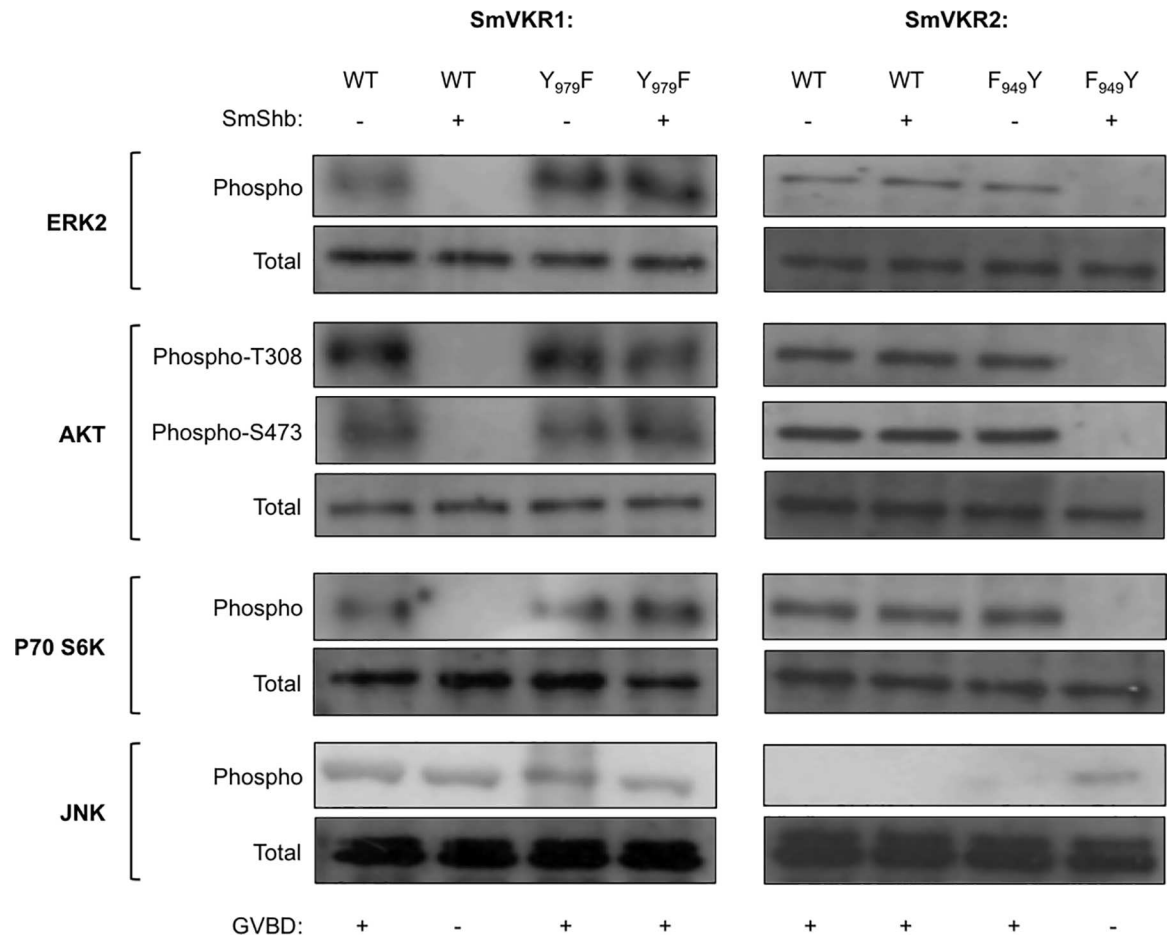 SmVKR1: SmVKR2:
WT WT Y979F Y979F WT WT F949Y F949Y
SmShb: - + - + - + - +
ERK2
Phospho
Total
AKT
Phospho-T308
Phospho-S473
Total
P70 S6K
Phospho
Total
JNK
Phospho
Total
GVBD: + - + + + + + -